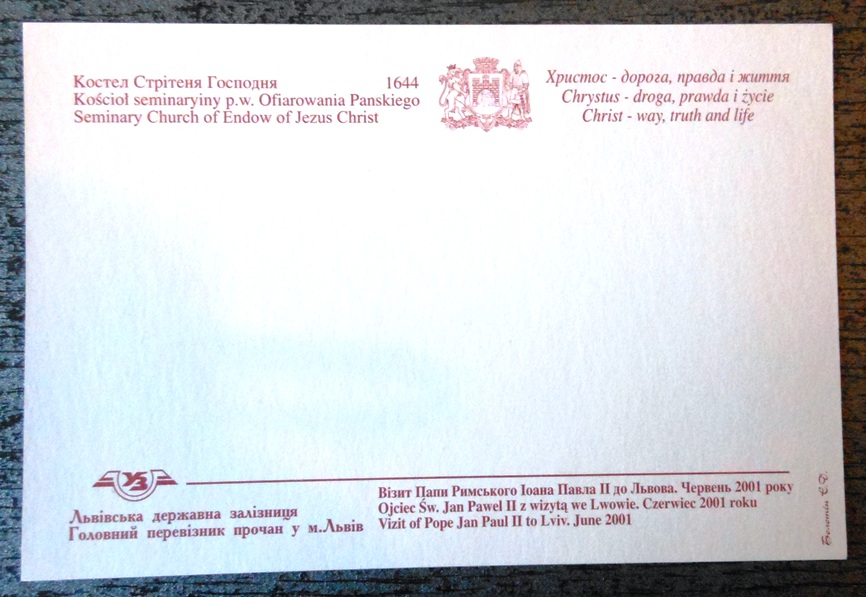 Костел Стрітеня Господня 1644
Kościoł seminaryiny p.w. Ofiarowania Panskiego
Seminary Church of Endow of Jezus Christ
Христос - дорога, правда і життя
Chrystus - droga, prawda i życie
Christ - way, truth and life
УЗ
Львівська державна залізниця
Головний перевізник прочан у м.Львів
Візит Папи Римського Іоана Павла ІІ до Львова. Червень 2001 року
Ojciec Św. Jan Pawel II z wizytą we Lwowie. Czerwiec 2001 roku
Vizit of Pope Jan Paul II to Lviv. June 2001